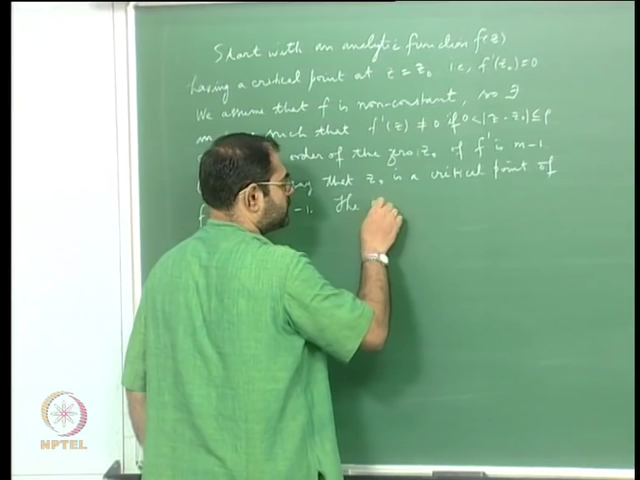 Start with an analytic function f(z)
having a critical point at z = z₀ i.e., f'(z₀)=0
We assume that f is non-constant, so ∃
such that f'(z) ≠ 0 if 0<|z-z₀|≤ρ
order of the zero z₀ of f' is m-1.
that z₀ is a critical point of
-1. The
NPTEL